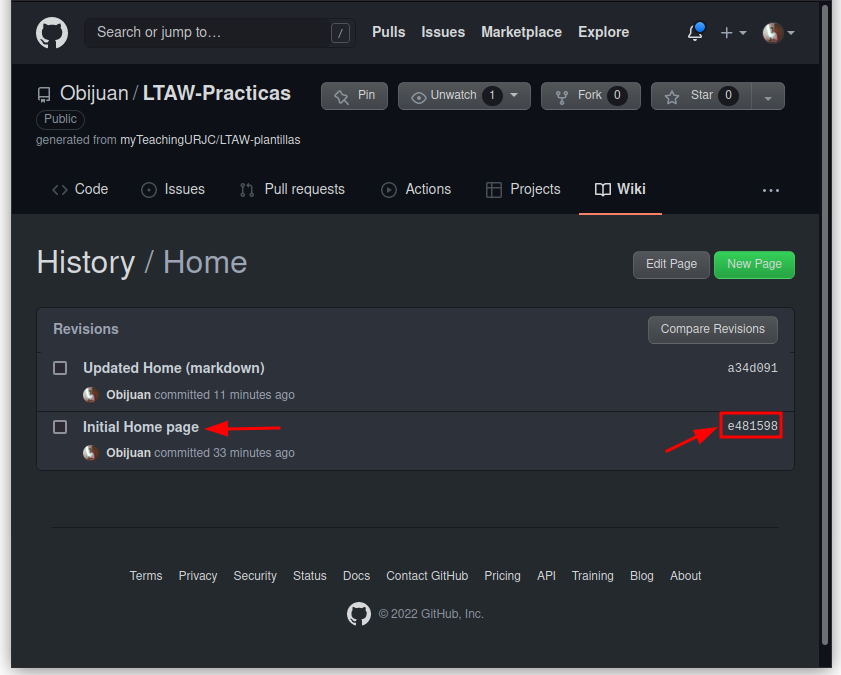 Search or jump to… / Pulls Issues Marketplace Explore
Obijuan / LTAW-Practicas Pin Unwatch 1 Fork 0 Star 0
Public
generated from myTeachingURJC/LTAW-plantillas
Code Issues Pull requests Actions Projects Wiki ...
History / Home Edit Page New Page
Revisions Compare Revisions
Updated Home (markdown) a34d091
Obijuan committed 11 minutes ago
Initial Home page e481598
Obijuan committed 33 minutes ago
Terms Privacy Security Status Docs Contact GitHub Pricing API Training Blog About
© 2022 GitHub, Inc.